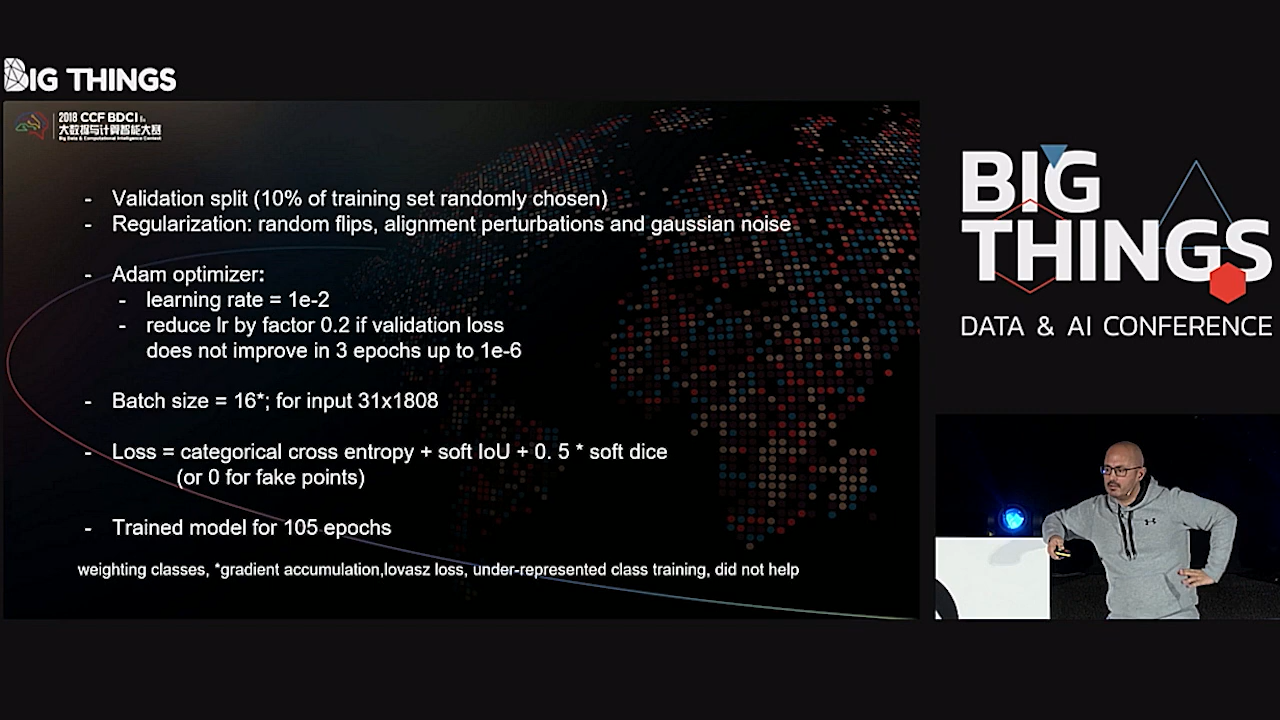 BIG THINGS
2018 CCF BDCI
大数据与计算智能大赛
Big Data & Computational Intelligence Contest
- Validation split (10% of training set randomly chosen)
- Regularization: random flips, alignment perturbations and gaussian noise
- Adam optimizer:
- learning rate = 1e-2
- reduce lr by factor 0.2 if validation loss
does not improve in 3 epochs up to 1e-6
- Batch size = 16*; for input 31x1808
- Loss = categorical cross entropy + soft IoU + 0. 5 * soft dice
(or 0 for fake points)
- Trained model for 105 epochs
weighting classes, *gradient accumulation,lovasz loss, under-represented class training, did not help
BIG
THINGS
DATA & AI CONFERENCE